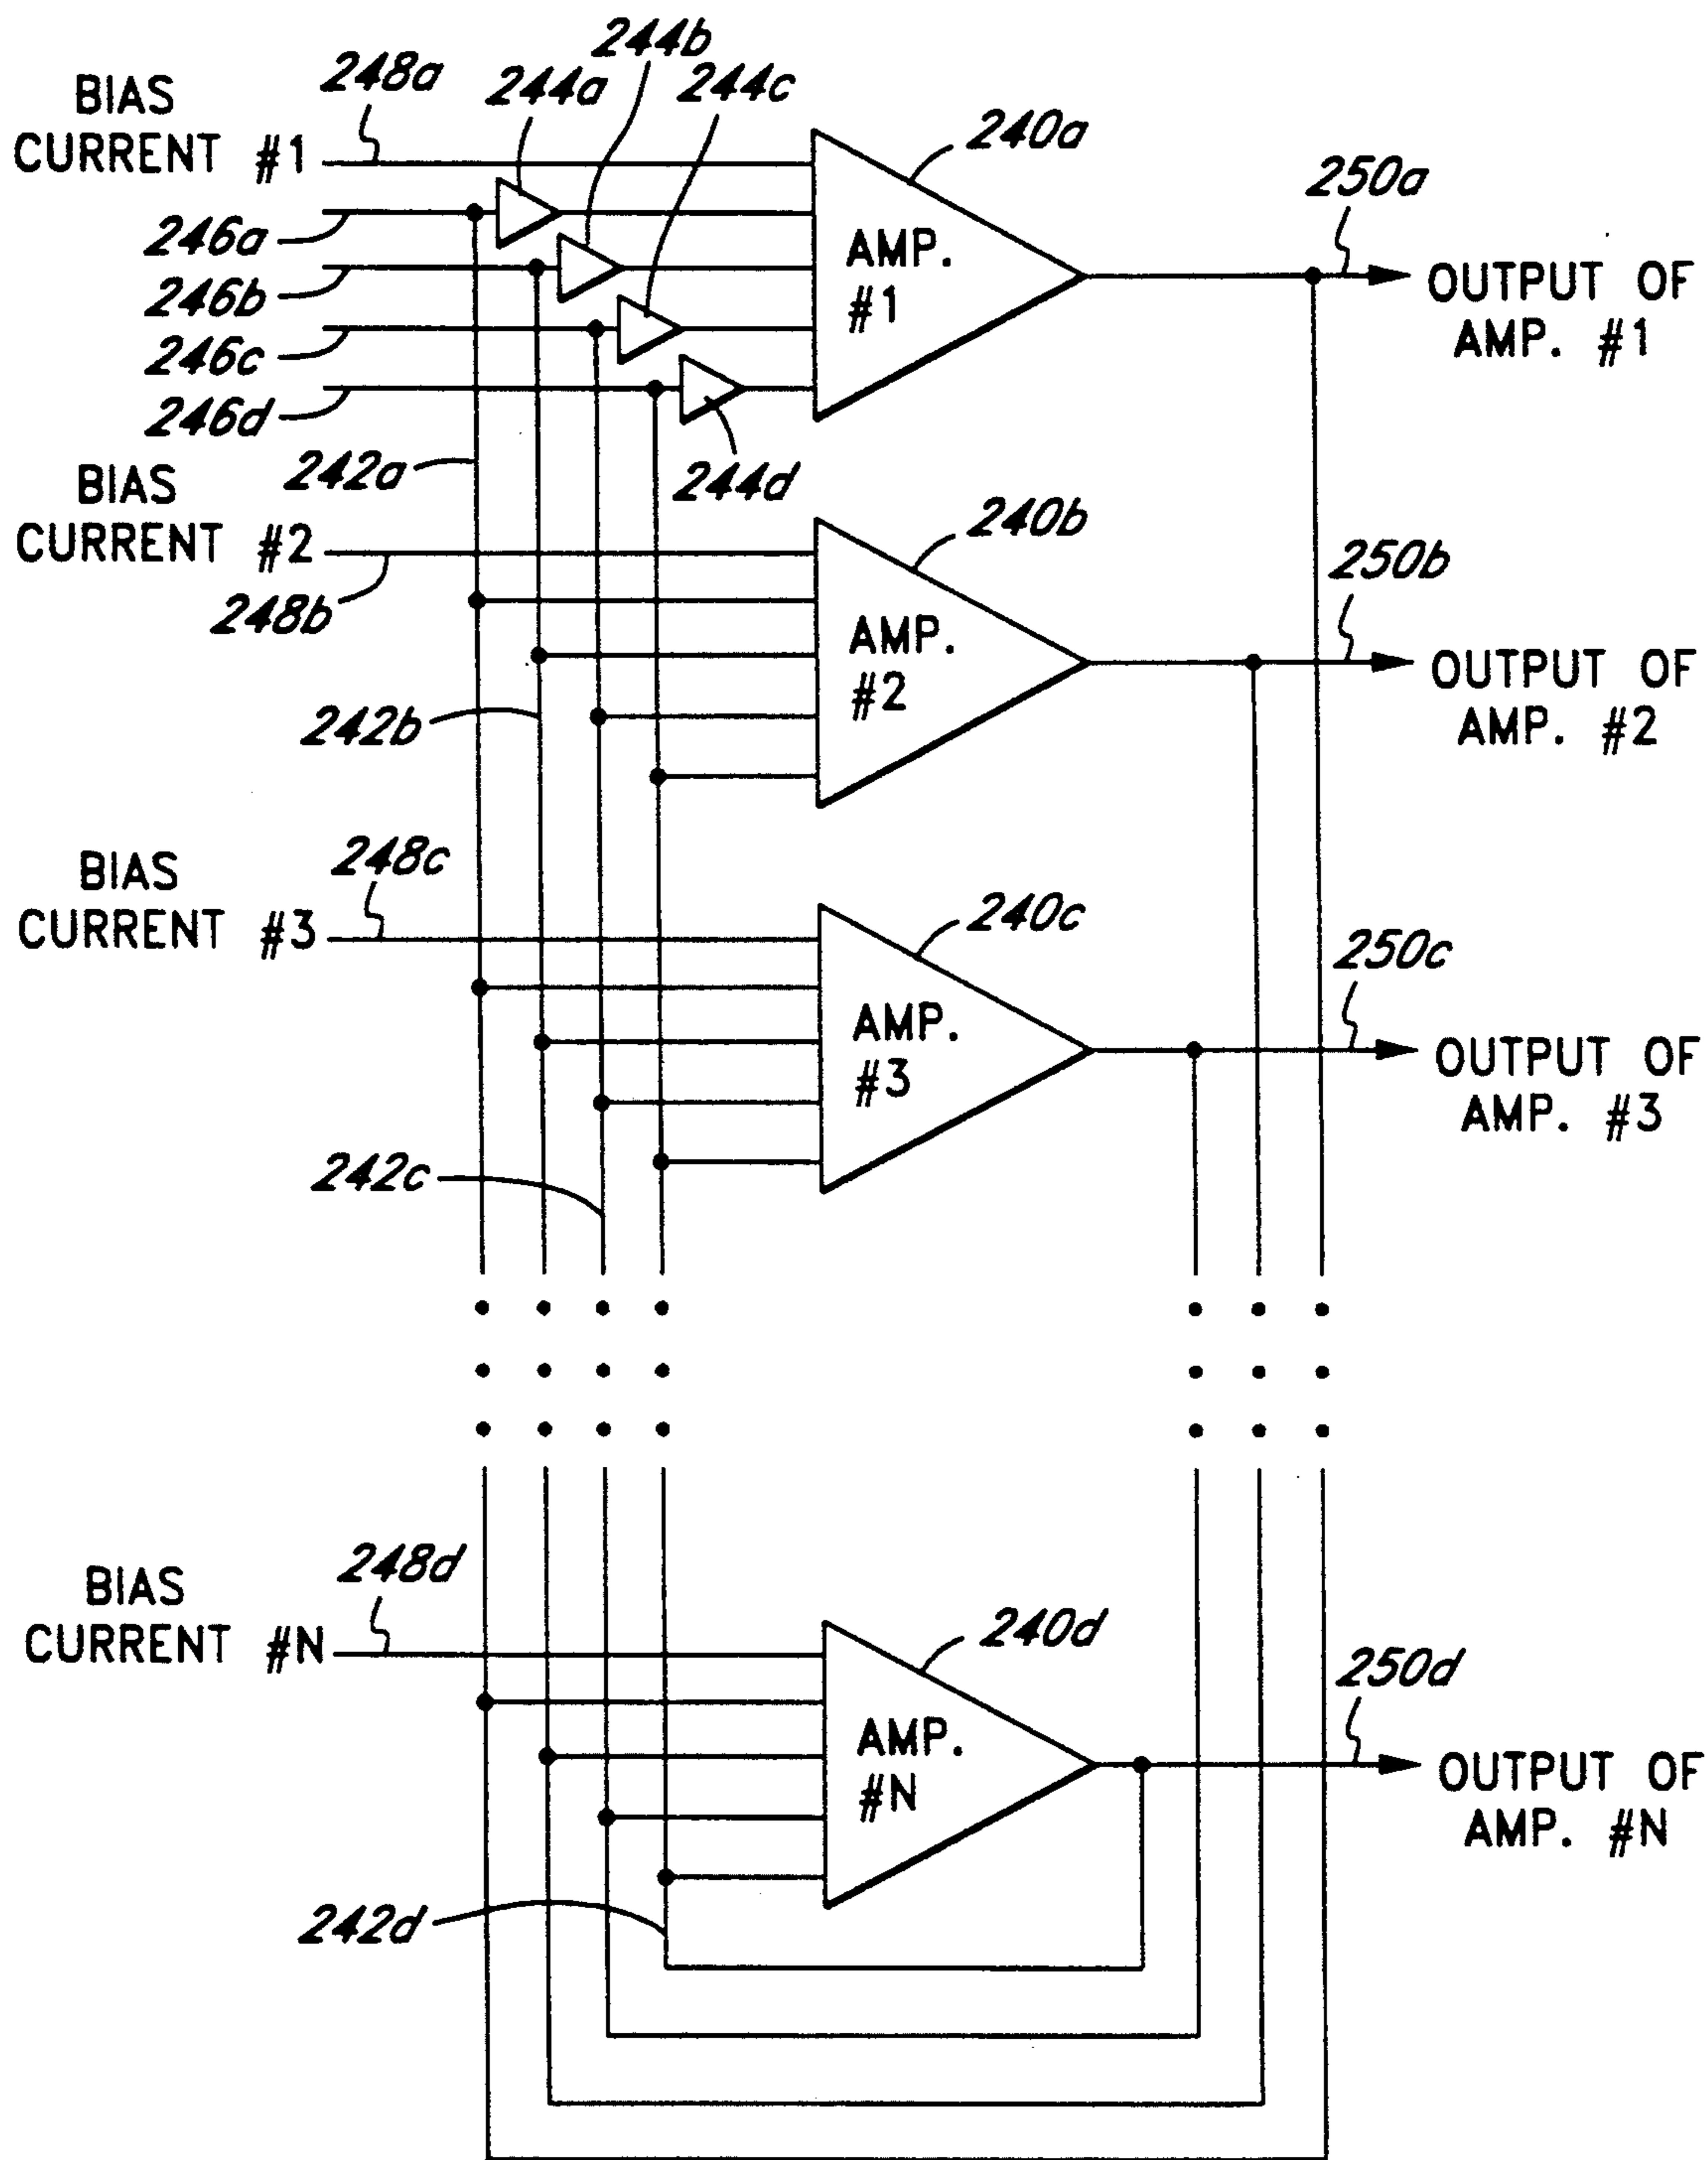 244b
248a 244a 244c
BIAS
CURRENT #1
240a
250a
246a
246b
246c
246d
AMP.
#1
OUTPUT OF
AMP. #1
242a
244d
BIAS
CURRENT #2
248b
240b
250b
AMP.
#2
OUTPUT OF
AMP. #2
242b
BIAS
CURRENT #3
248c
240c
250c
AMP.
#3
OUTPUT OF
AMP. #3
242c
BIAS
CURRENT #N
248d
240d
250d
AMP.
#N
OUTPUT OF
AMP. #N
242d